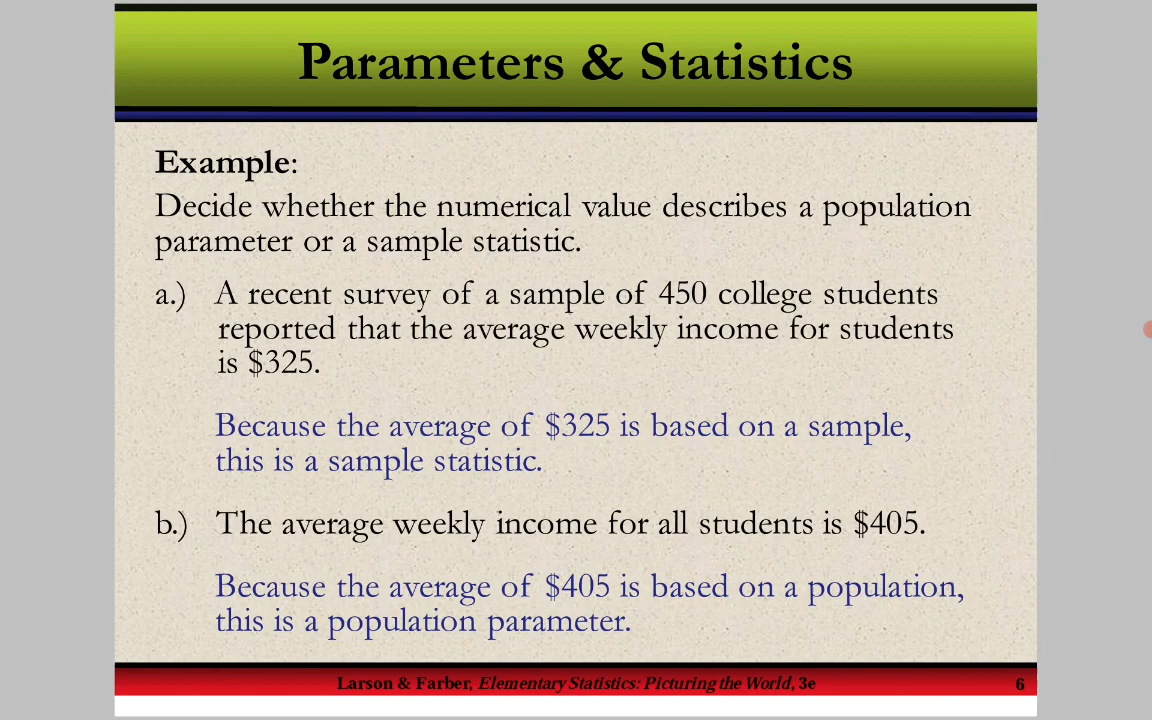 Parameters & Statistics
Example:
Decide whether the numerical value describes a population
parameter or a sample statistic.
a.) A recent survey of a sample of 450 college students
reported that the average weekly income for students
is $325.
Because the average of $325 is based on a sample,
this is a sample statistic.
b.) The average weekly income for all students is $405.
Because the average of $405 is based on a population,
this is a population parameter.
Larson & Farber, Elementary Statistics: Picturing the World, 3e 6